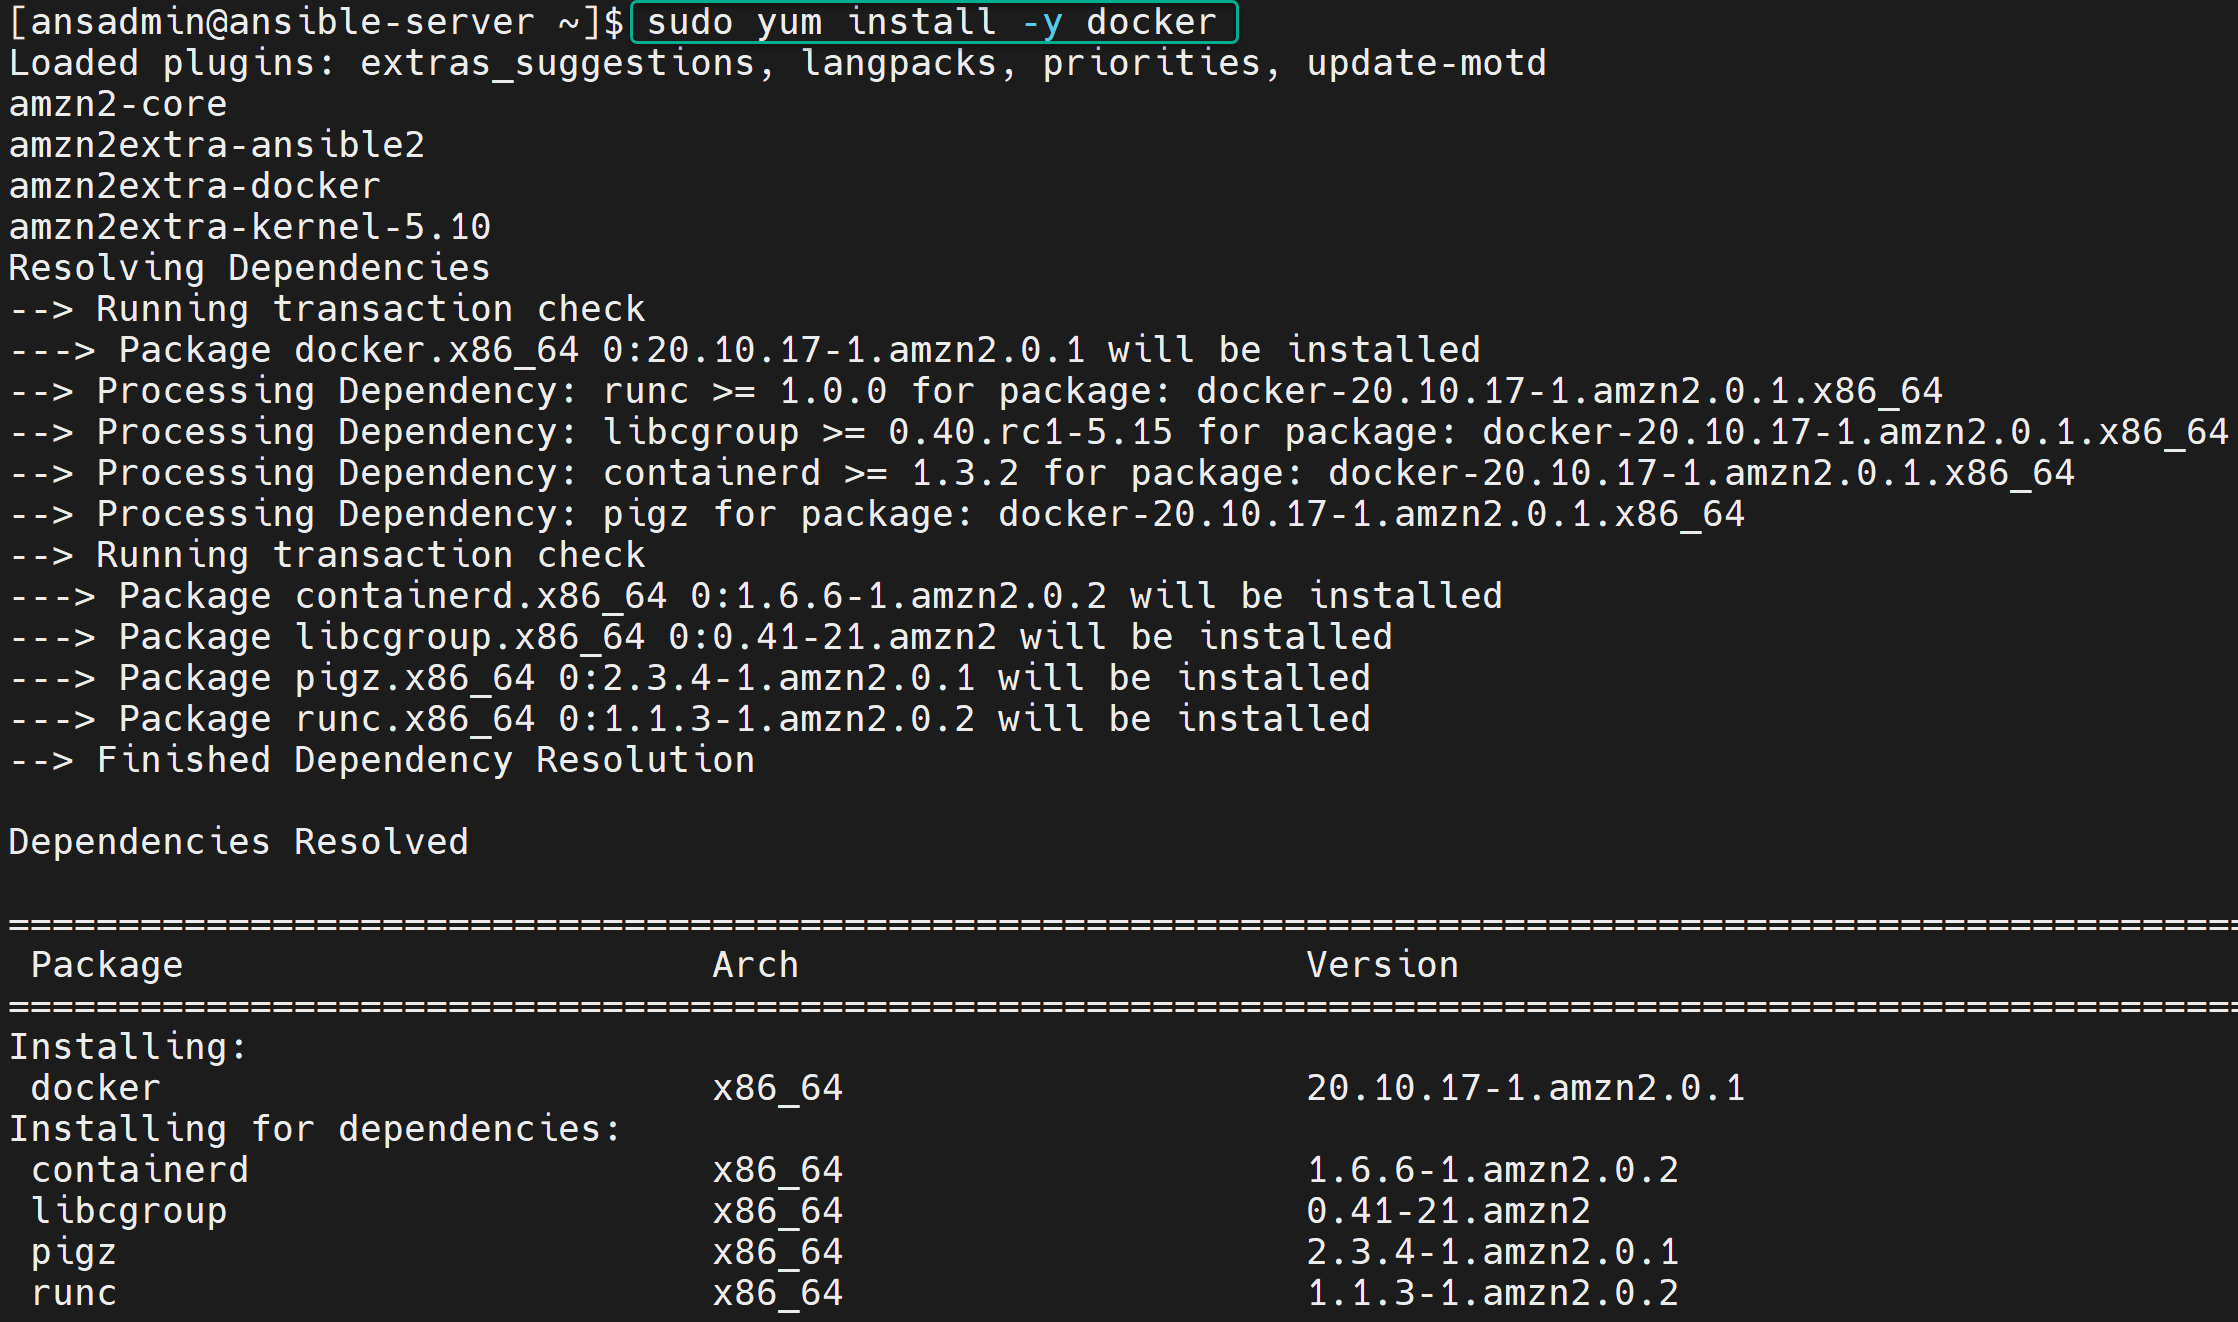 [ansadmin@ansible-server ~]$ sudo yum install -y docker
Loaded plugins: extras_suggestions, langpacks, priorities, update-motd
amzn2-core
amzn2extra-ansible2
amzn2extra-docker
amzn2extra-kernel-5.10
Resolving Dependencies
--> Running transaction check
---> Package docker.x86_64 0:20.10.17-1.amzn2.0.1 will be installed
--> Processing Dependency: runc >= 1.0.0 for package: docker-20.10.17-1.amzn2.0.1.x86_64
--> Processing Dependency: libcgroup >= 0.40.rc1-5.15 for package: docker-20.10.17-1.amzn2.0.1.x86_64
--> Processing Dependency: containerd >= 1.3.2 for package: docker-20.10.17-1.amzn2.0.1.x86_64
--> Processing Dependency: pigz for package: docker-20.10.17-1.amzn2.0.1.x86_64
--> Running transaction check
---> Package containerd.x86_64 0:1.6.6-1.amzn2.0.2 will be installed
---> Package libcgroup.x86_64 0:0.41-21.amzn2 will be installed
---> Package pigz.x86_64 0:2.3.4-1.amzn2.0.1 will be installed
---> Package runc.x86_64 0:1.1.3-1.amzn2.0.2 will be installed
--> Finished Dependency Resolution
Dependencies Resolved
======================================================================================================
Package Arch Version
======================================================================================================
Installing:
docker x86_64 20.10.17-1.amzn2.0.1
Installing for dependencies:
containerd x86_64 1.6.6-1.amzn2.0.2
libcgroup x86_64 0.41-21.amzn2
pigz x86_64 2.3.4-1.amzn2.0.1
runc x86_64 1.1.3-1.amzn2.0.2